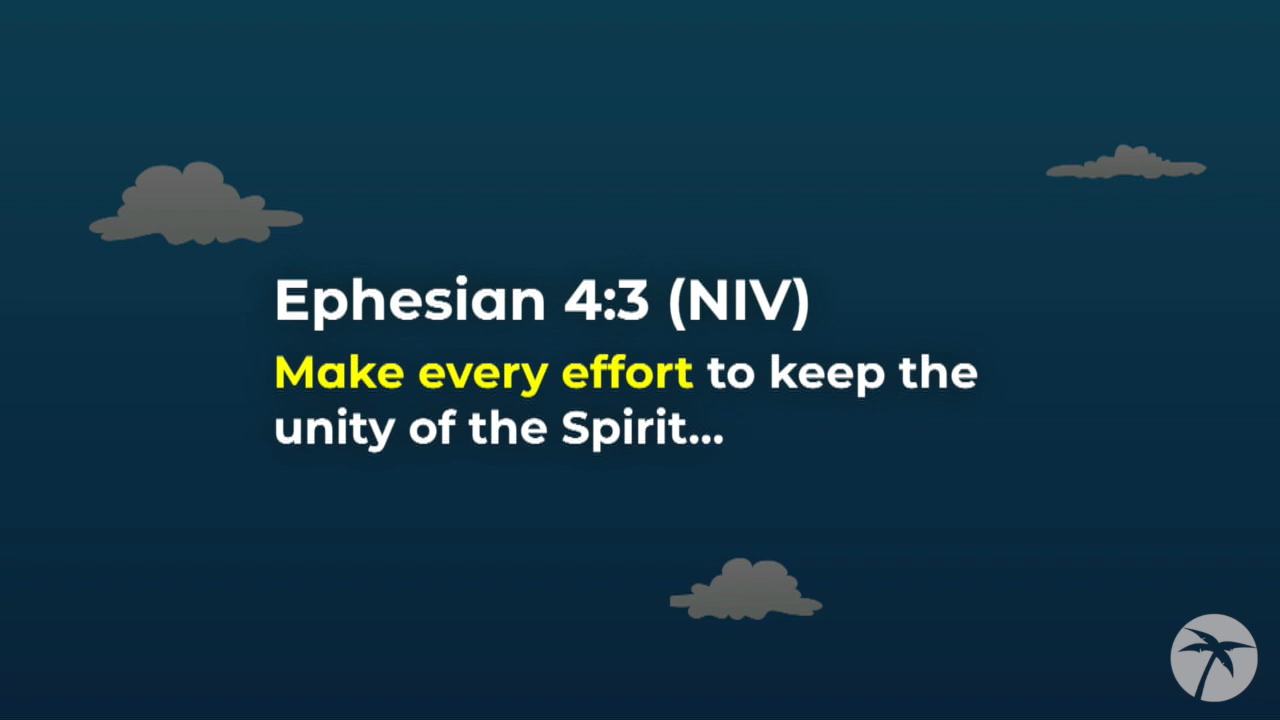 Ephesian 4:3 (NIV)
Make every effort to keep the
unity of the Spirit...